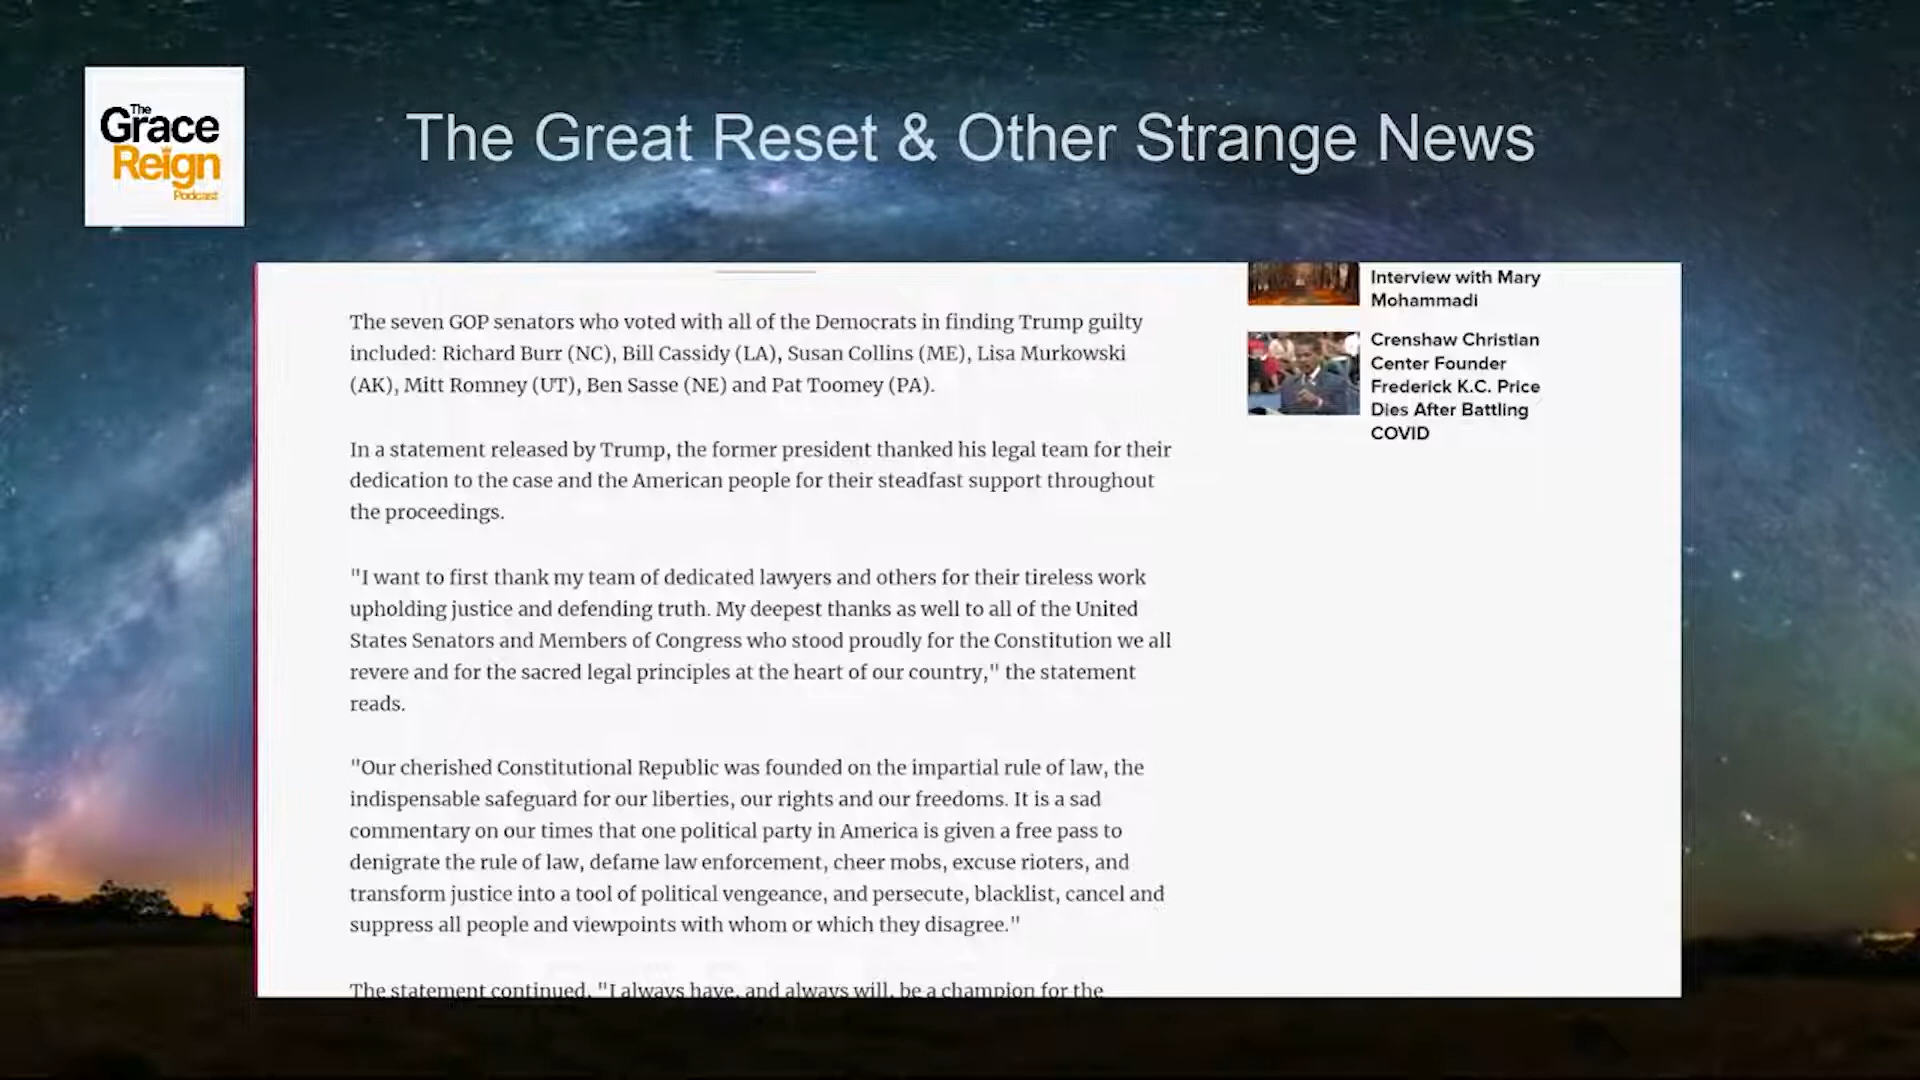 The
Grace
Reign
Podcast
The Great Reset & Other Strange News
The seven GOP senators who voted with all of the Democrats in finding Trump guilty
included: Richard Burr (NC), Bill Cassidy (LA), Susan Collins (ME), Lisa Murkowski
(AK), Mitt Romney (UT), Ben Sasse (NE) and Pat Toomey (PA).
In a statement released by Trump, the former president thanked his legal team for their
dedication to the case and the American people for their steadfast support throughout
the proceedings.
"I want to first thank my team of dedicated lawyers and others for their tireless work
upholding justice and defending truth. My deepest thanks as well to all of the United
States Senators and Members of Congress who stood proudly for the Constitution we all
revere and for the sacred legal principles at the heart of our country," the statement
reads.
"Our cherished Constitutional Republic was founded on the impartial rule of law, the
indispensable safeguard for our liberties, our rights and our freedoms. It is a sad
commentary on our times that one political party in America is given a free pass to
denigrate the rule of law, defame law enforcement, cheer mobs, excuse rioters, and
transform justice into a tool of political vengeance, and persecute, blacklist, cancel and
suppress all people and viewpoints with whom or which they disagree."
The statement continued, "I always have, and always will, be a champion for the
Interview with Mary
Mohammadi
Crenshaw Christian
Center Founder
Frederick K.C. Price
Dies After Battling
COVID